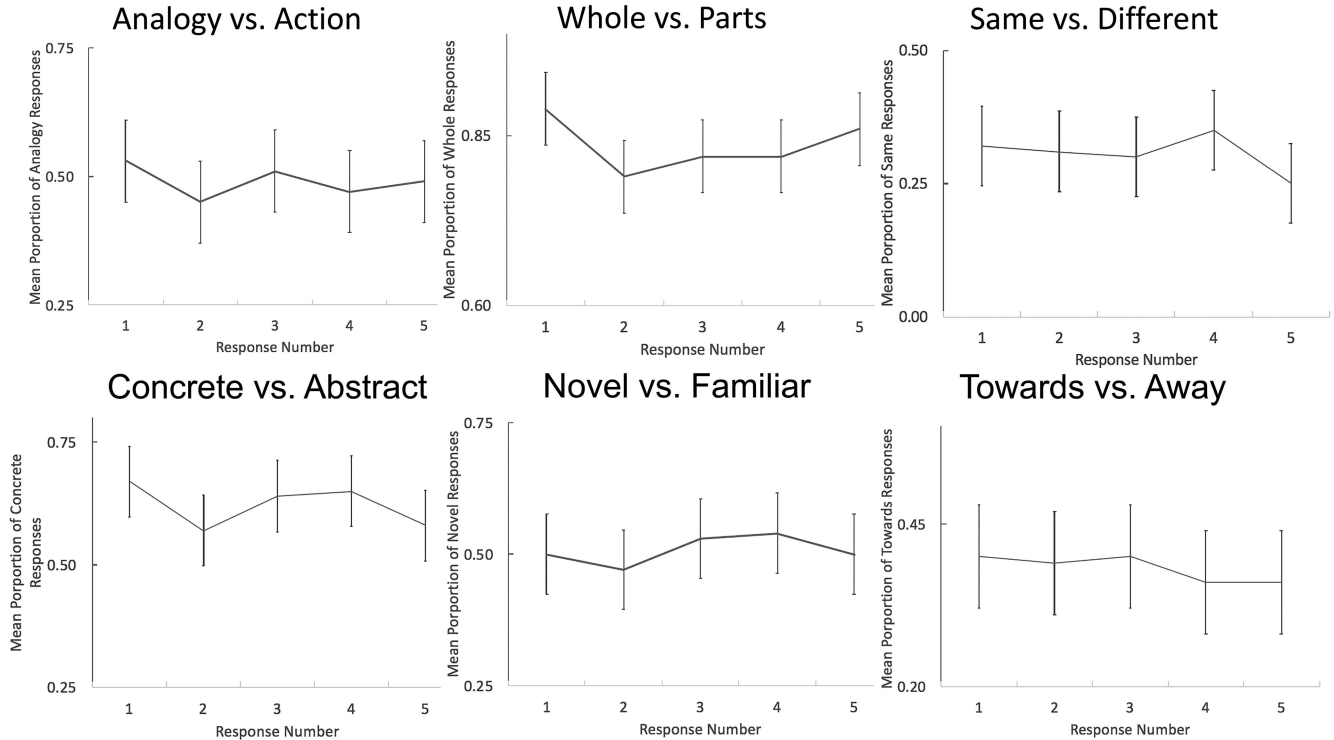 Analogy vs. Action
Mean Porportion of Analogy Responses
0.75
0.50
0.25
1 2 3 4 5
Response Number
Whole vs. Parts
Mean Porportion of Whole Responses
0.85
0.60
1 2 3 4 5
Response Number
Same vs. Different
Mean Porportion of Same Responses
0.50
0.25
0.00
1 2 3 4 5
Response Number
Concrete vs. Abstract
Mean Porportion of Concrete
Responses
0.75
0.50
0.25
1 2 3 4 5
Response Number
Novel vs. Familiar
Mean Porportion of Novel Responses
0.75
0.50
0.25
1 2 3 4 5
Response Number
Towards vs. Away
Mean Porportion of Towards Responses
0.45
0.20
1 2 3 4 5
Response Number